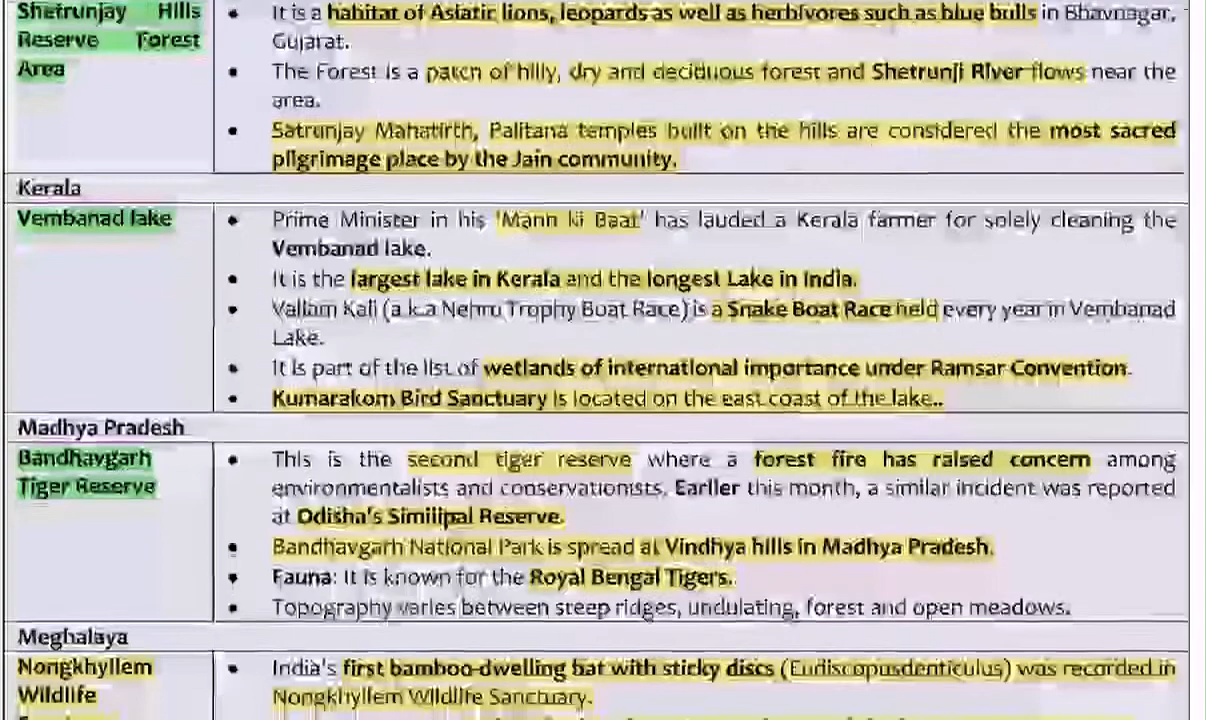 Shetrunjay Hills Reserve Forest Area
• It is a habitat of Asiatic lions, leopards as well as herbivores such as blue bulls in Bhavnagar,
Gujarat.
• The Forest is a patch of hilly, dry and deciduous forest and Shetrunji River flows near the
area.
• Satrunjay Mahatirth, Palitana temples built on the hills are considered the most sacred
pilgrimage place by the Jain community.
Kerala
Vembanad lake
• Prime Minister in his 'Mann ki Baat' has lauded a Kerala farmer for solely cleaning the
Vembanad lake.
• It is the largest lake in Kerala and the longest Lake in India.
• Vallam Kali (a.k.a Nehru Trophy Boat Race) is a Snake Boat Race held every year in Vembanad
Lake.
• It is part of the list of wetlands of international importance under Ramsar Convention.
• Kumarakom Bird Sanctuary is located on the east coast of the lake..
Madhya Pradesh
Bandhavgarh
Tiger Reserve
• This is the second tiger reserve where a forest fire has raised concern among
environmentalists and conservationists. Earlier this month, a similar incident was reported
at Odisha's Similipal Reserve.
• Bandhavgarh National Park is spread at Vindhya hills in Madhya Pradesh.
• Fauna: It is known for the Royal Bengal Tigers.
• Topography varies between steep ridges, undulating, forest and open meadows.
Meghalaya
Nongkhyllem
Wildlife
• India's first bamboo-dwelling bat with sticky discs (Eudiscopusdenticulus) was recorded in
Nongkhyllem Wildlife Sanctuary.